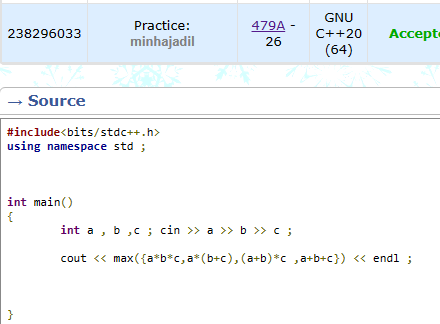 238296033
Practice:
minhajadil
479A -
26
GNU
C++20
(64)
→ Source
#include<bits/stdc++.h>
using namespace std ;
int main()
{
int a , b ,c ; cin >> a >> b >> c ;
cout << max({a*b*c,a*(b+c),(a+b)*c ,a+b+c}) << endl ;
}